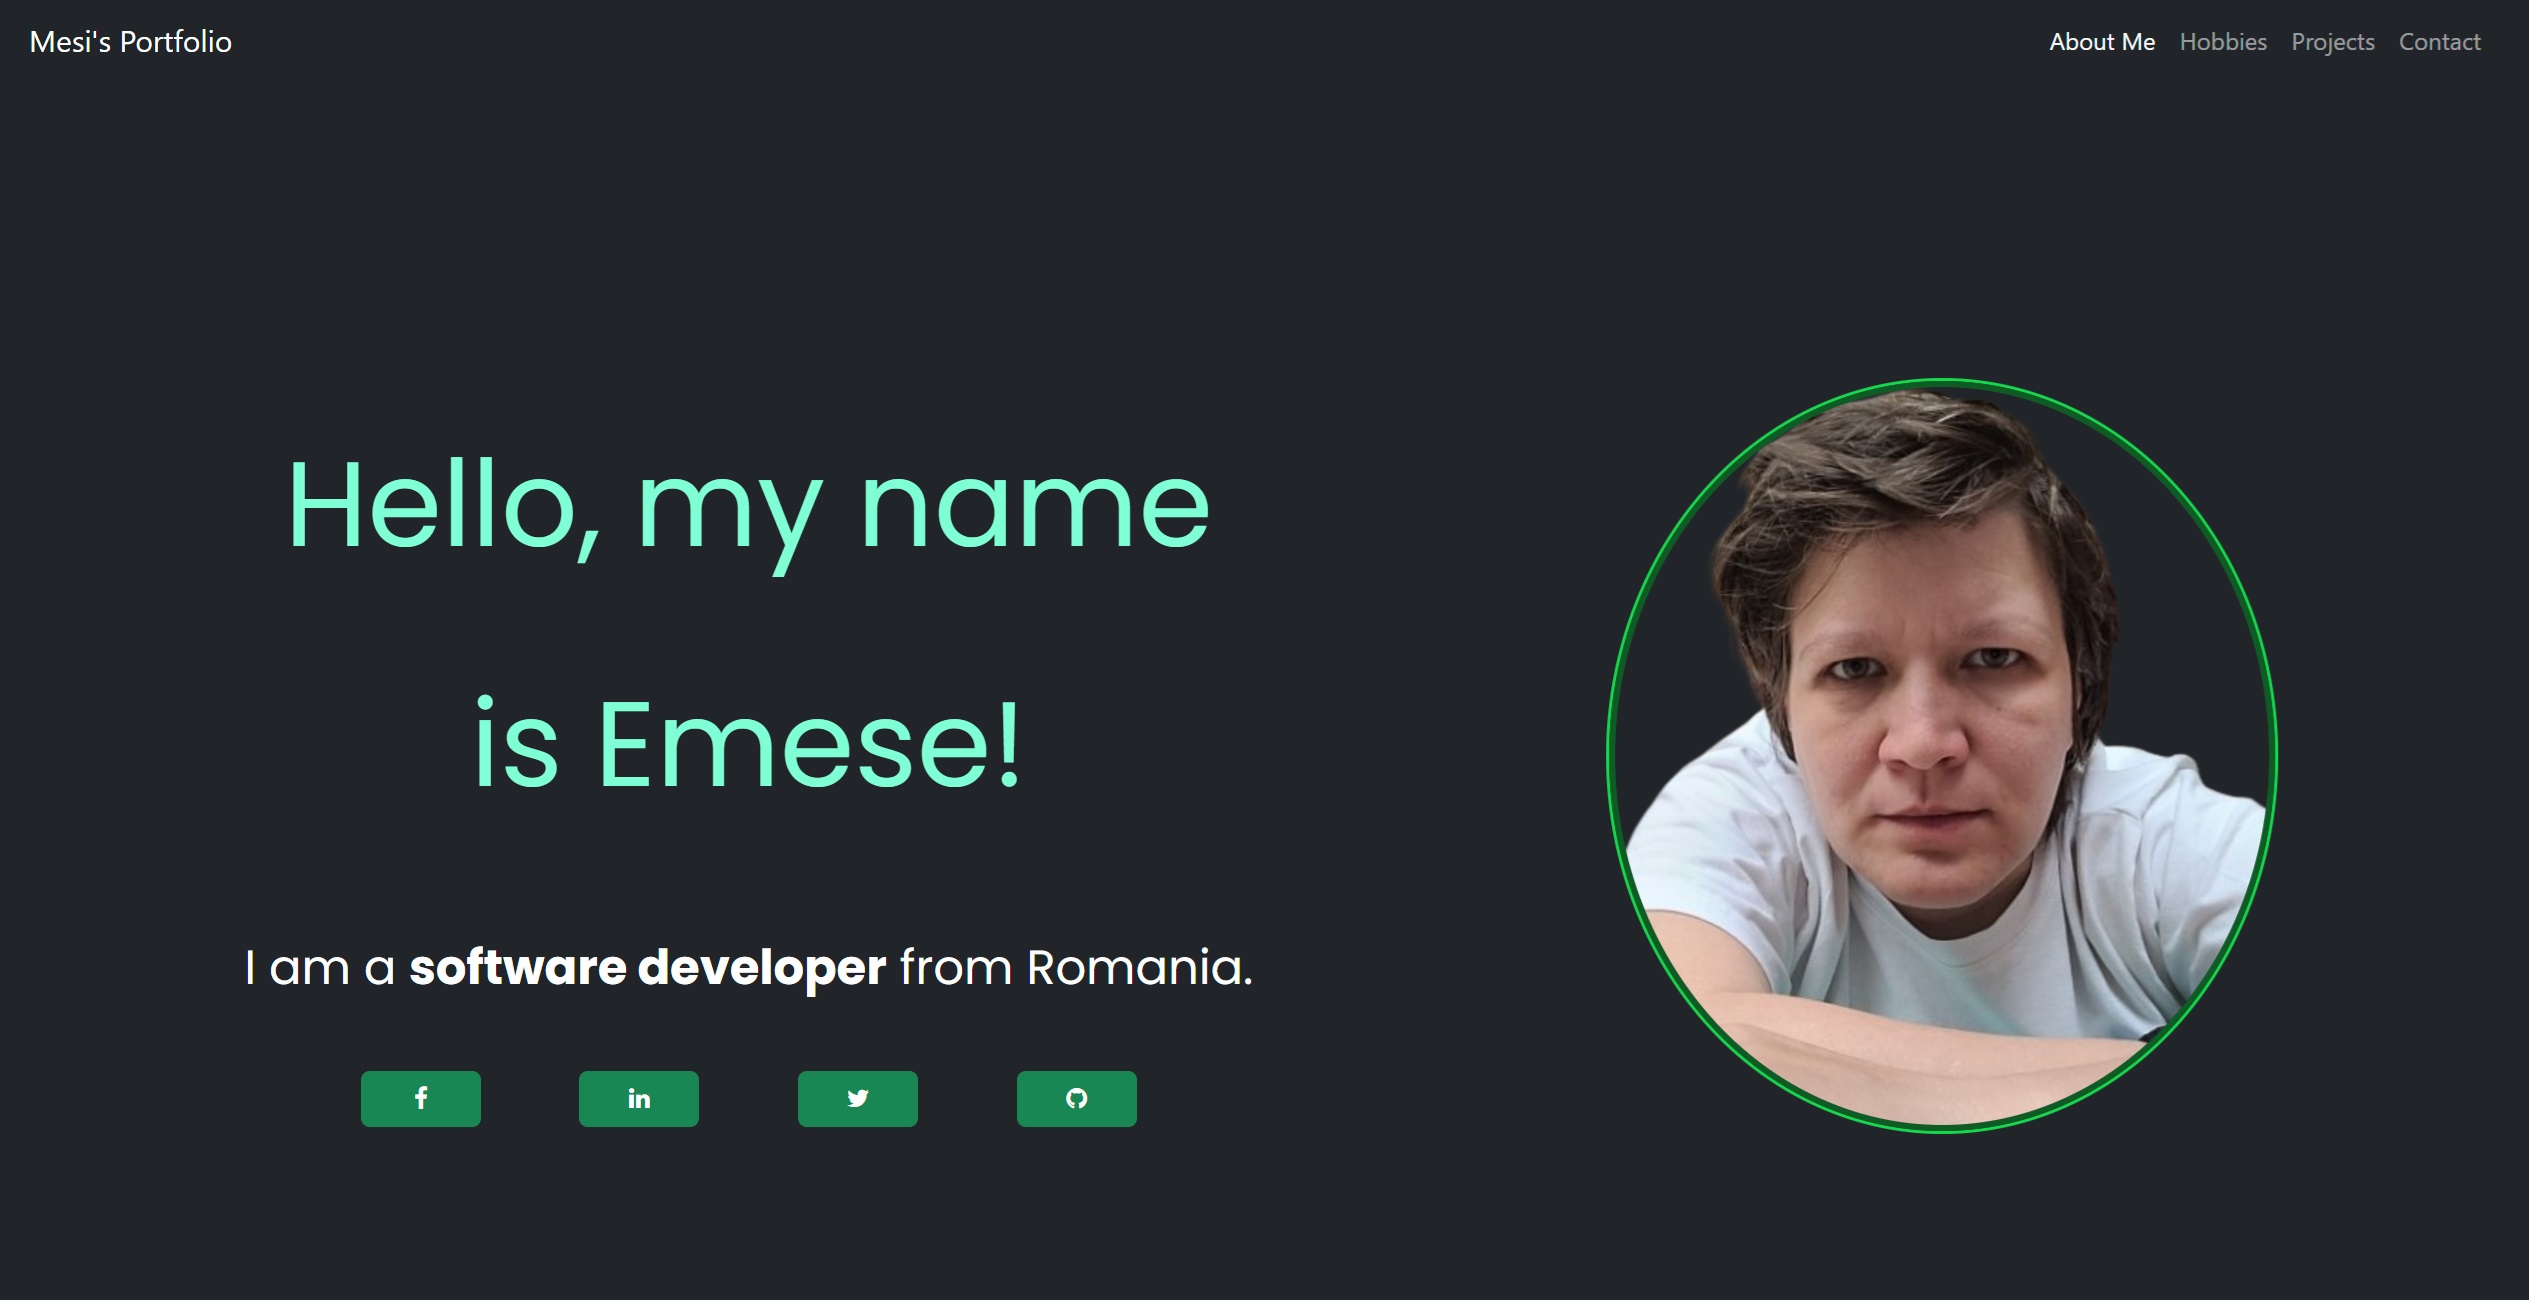 Mesi's Portfolio
About Me Hobbies Projects Contact
Hello, my name
is Emese!
I am a software developer from Romania.